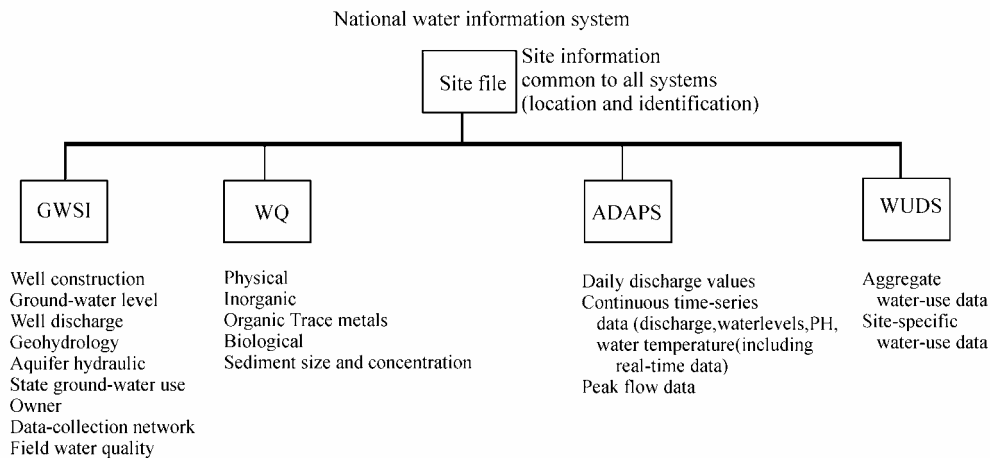 National water information system
Site file
Site information
common to all systems
(location and identification)
GWSI
Well construction
Ground-water level
Well discharge
Geohydrology
Aquifer hydraulic
State ground-water use
Owner
Data-collection network
Field water quality
WQ
Physical
Inorganic
Organic Trace metals
Biological
Sediment size and concentration
ADAPS
Daily discharge values
Continuous time-series
data (discharge,waterlevels,PH,
water temperature(including
real-time data)
Peak flow data
WUDS
Aggregate
water-use data
Site-specific
water-use data